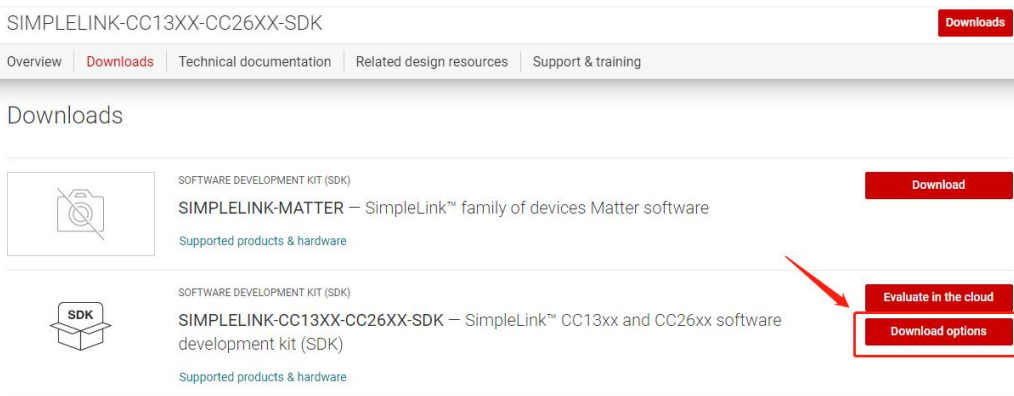 SIMPLELINK-CC13XX-CC26XX-SDK
Downloads
Overview
Downloads
Technical documentation
Related design resources
Support & training
Downloads
SOFTWARE DEVELOPMENT KIT (SDK)
Download
SIMPLELINK-MATTER — SimpleLink™ family of devices Matter software
Supported products & hardware
SDK
SOFTWARE DEVELOPMENT KIT (SDK)
Evaluate in the cloud
SIMPLELINK-CC13XX-CC26XX-SDK — SimpleLink™ CC13xx and CC26xx software
development kit (SDK)
Download options
Supported products & hardware